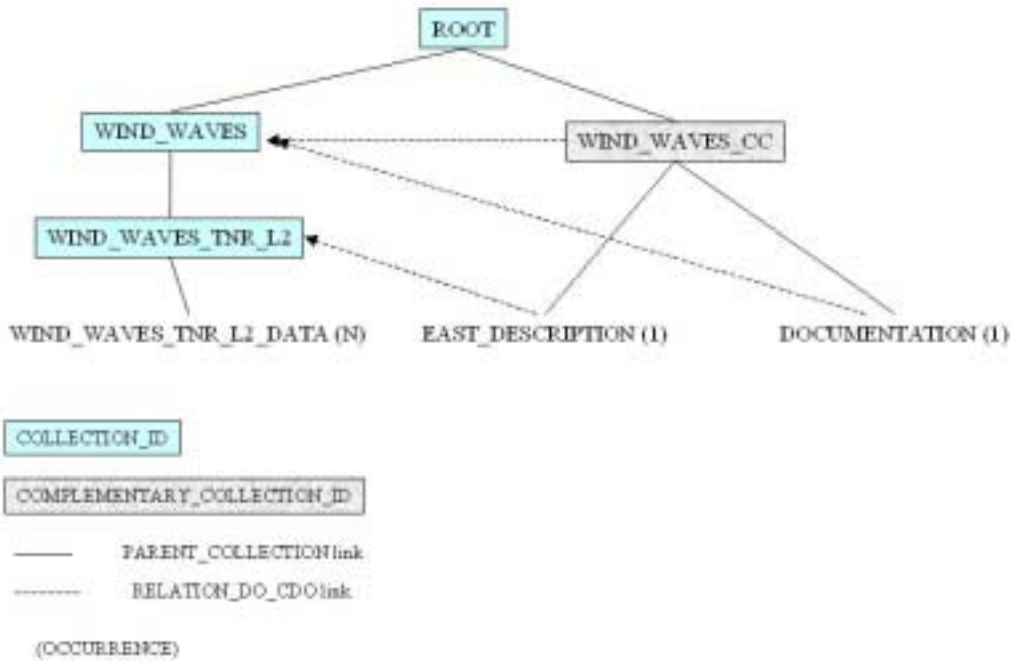 ROOT
WIND_WAVES
WIND_WAVES_CC
WIND_WAVES_TNR_L2
WIND_WAVES_TNR_L2_DATA (N)
EAST_DESCRIPTION (1)
DOCUMENTATION (1)
COLLECTION_ID
COMPLEMENTARY_COLLECTION_ID
PARENT_COLLECTION link
RELATION_DO_CDO link
(OCCURRENCE)